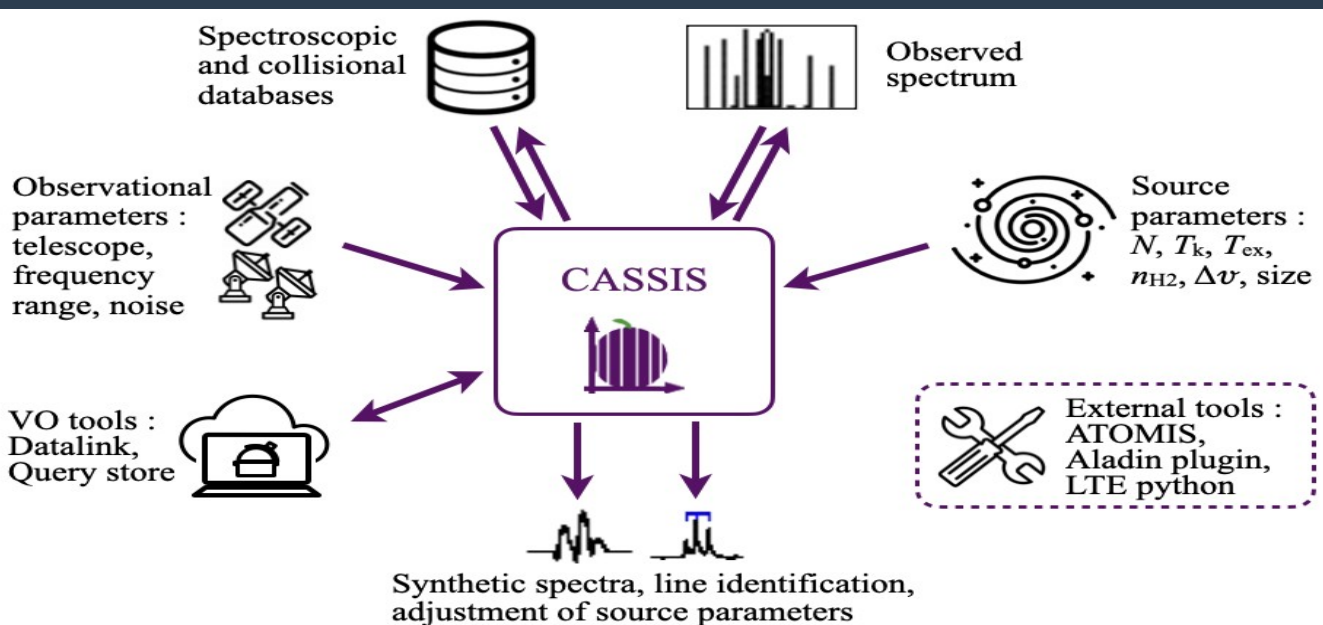 Spectroscopic
and collisional
databases
Observed
spectrum
Observational
parameters :
telescope,
frequency
range, noise
Source
parameters :
N, Tk, Tex,
nH2, Δv, size
CASSIS
VO tools :
Datalink,
Query store
External tools :
ATOMIS,
Aladin plugin,
LTE python
Synthetic spectra, line identification,
adjustment of source parameters